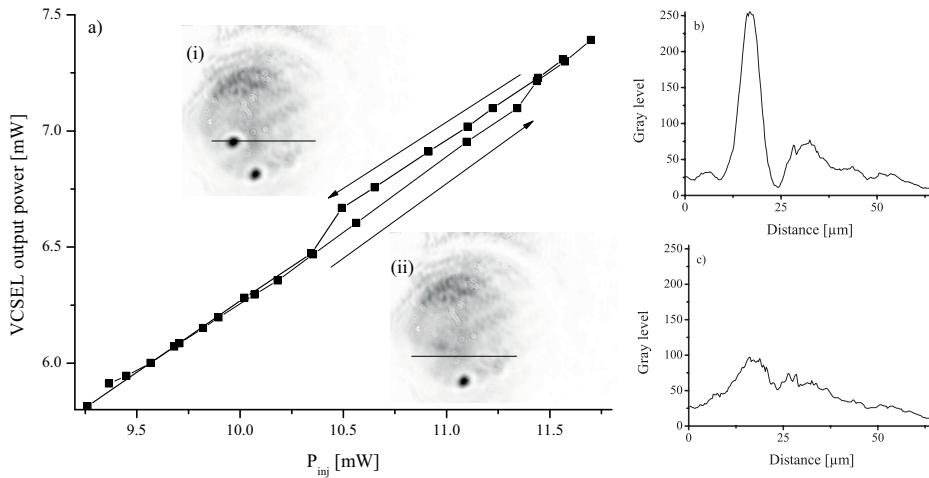 a)
(i)
(ii)
7.5
7.0
6.5
6.0
VCSEL output power [mW]
9.5 10.0 10.5 11.0 11.5
P_inj [mW]
b)
250
200
150
100
50
0
Gray level
0 25 50
Distance [µm]
c)
250
200
150
100
50
0
Gray level
0 25 50
Distance [µm]